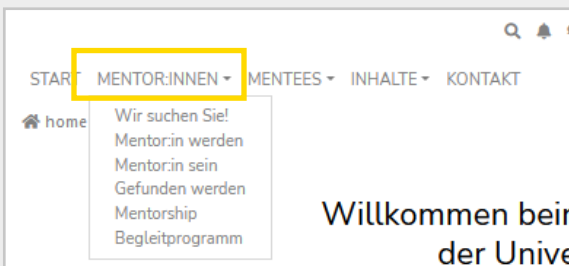 START MENTOR:INNEN MENTEES INHALTE KONTAKT
home
Wir suchen Sie!
Mentor:in werden
Mentor:in sein
Gefunden werden
Mentorship
Begleitprogramm
Willkommen bei
der Unive